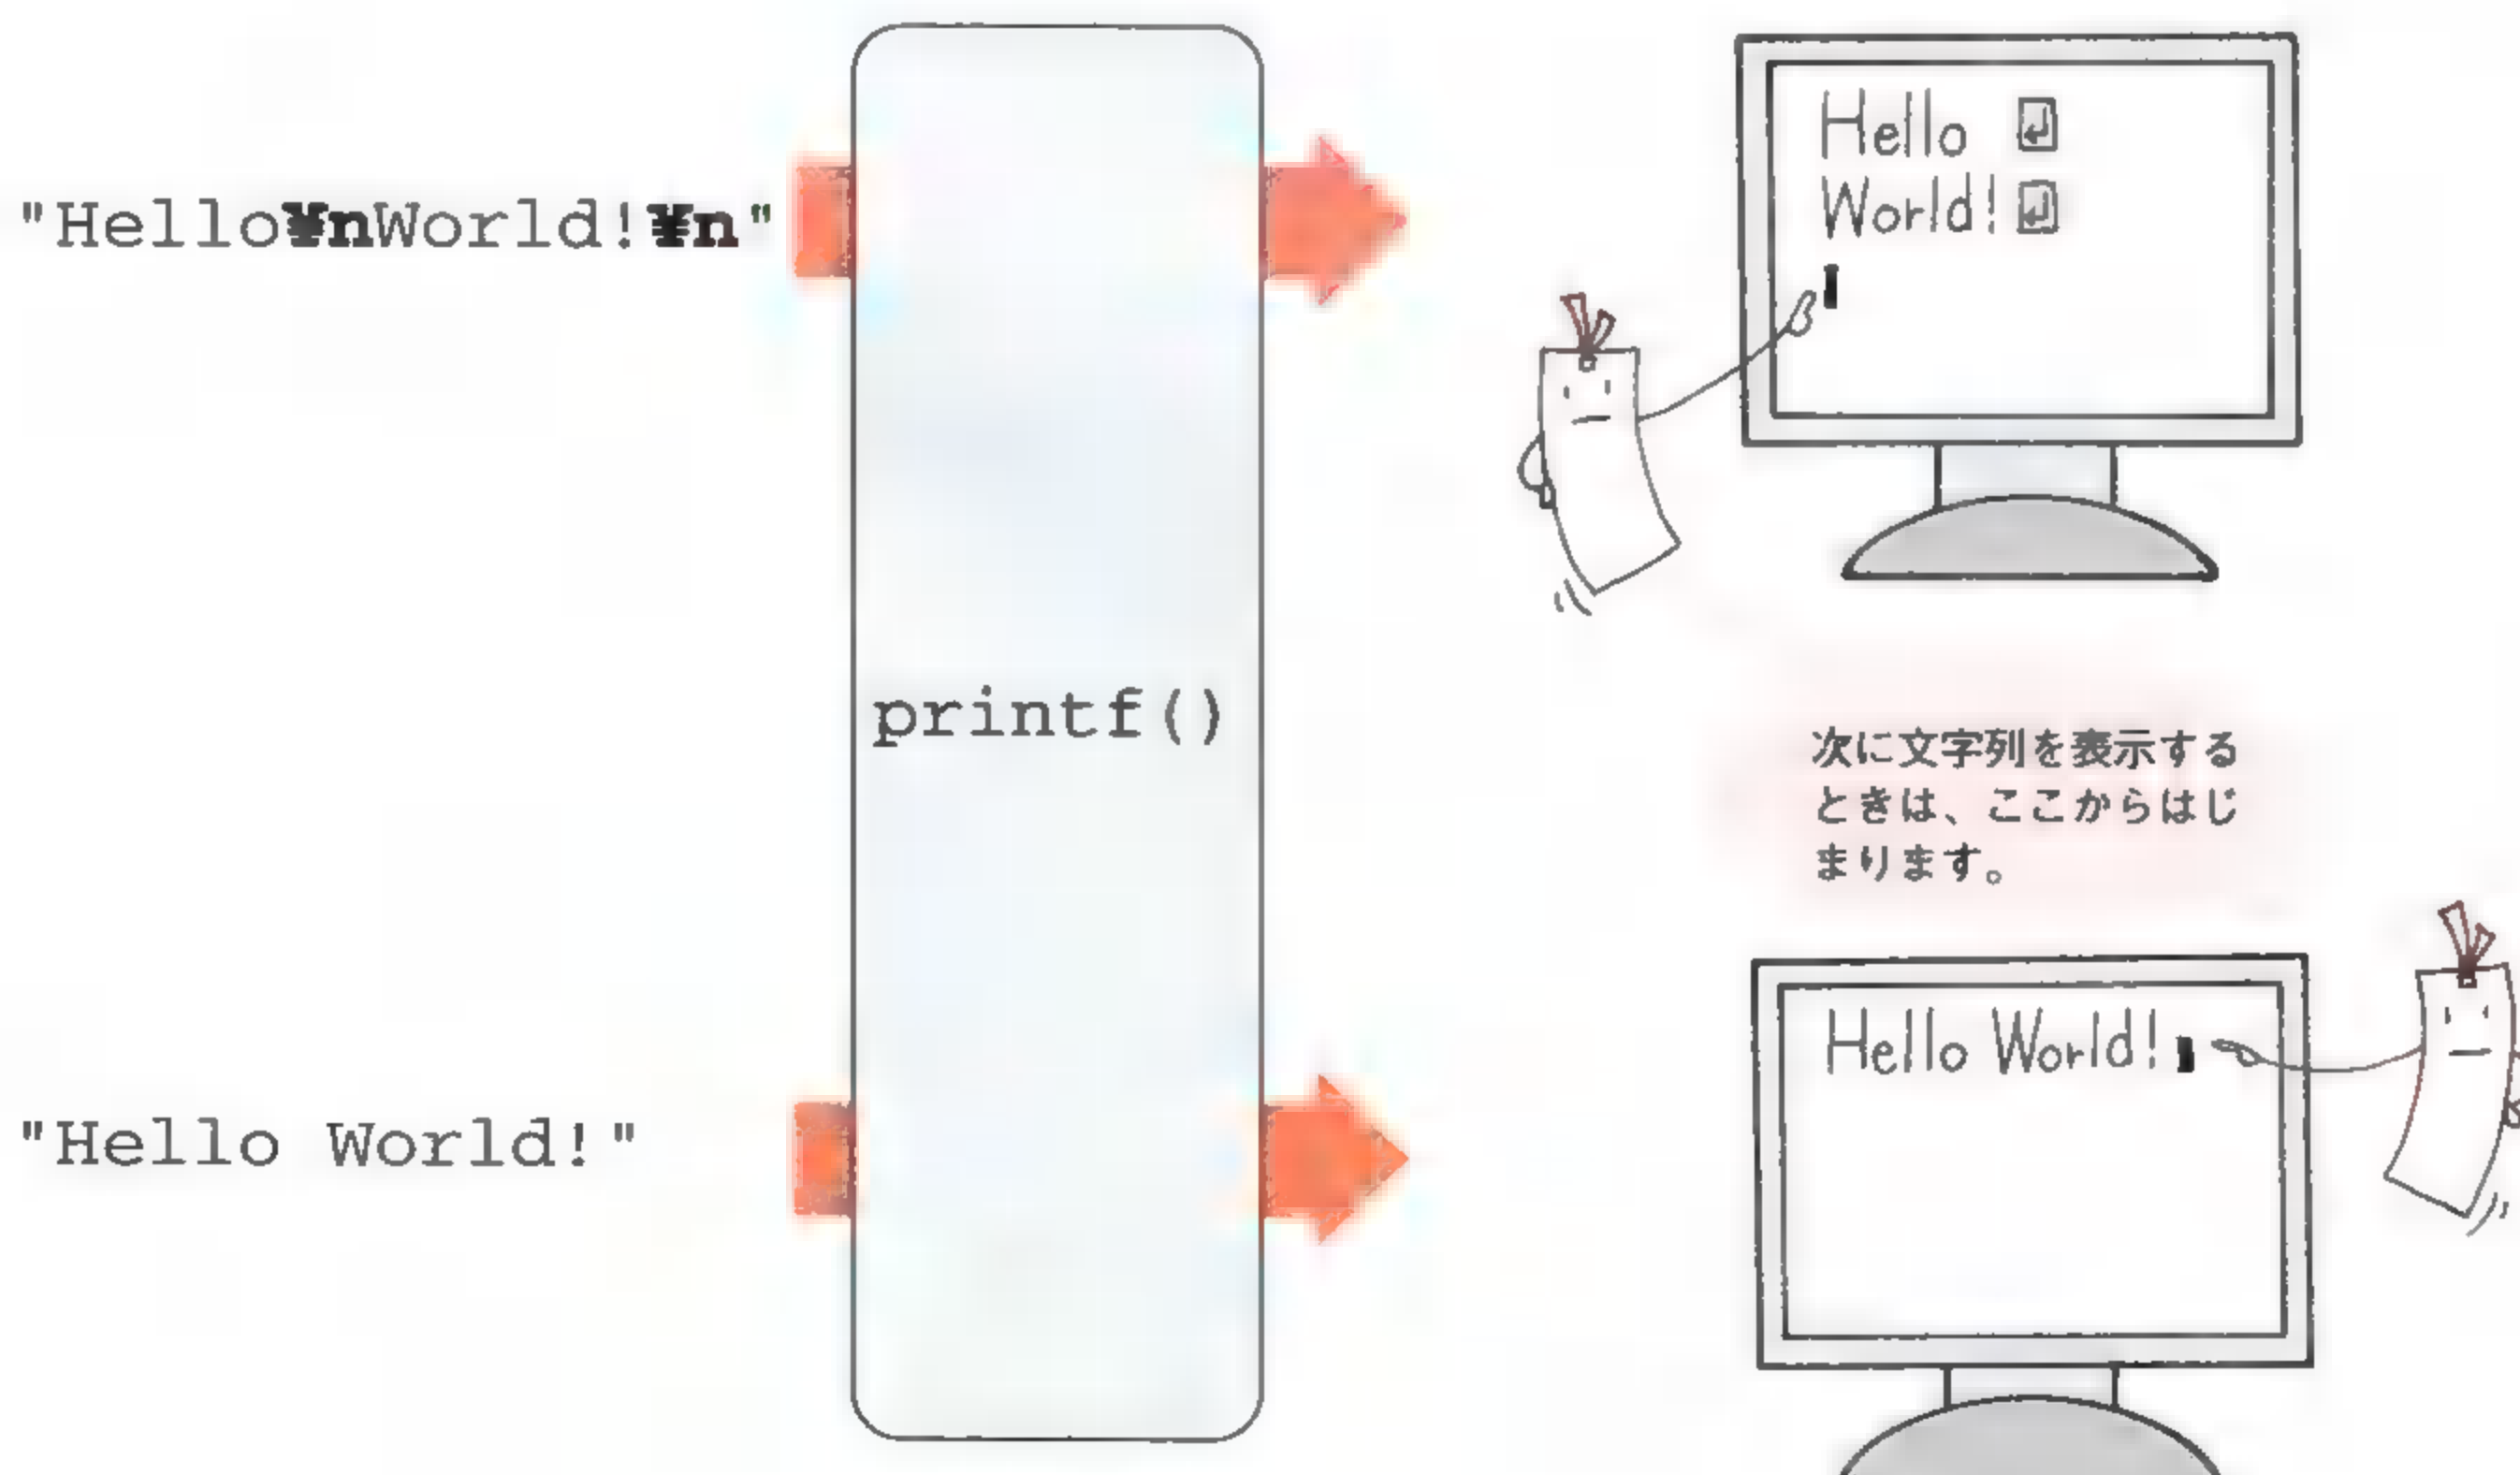 "Hello¥nWorld!¥n"
Hello ↵
World! ↵
printf()
次に文字列を表示する
ときは、ここからはじ
まります。
"Hello World!"
Hello World!